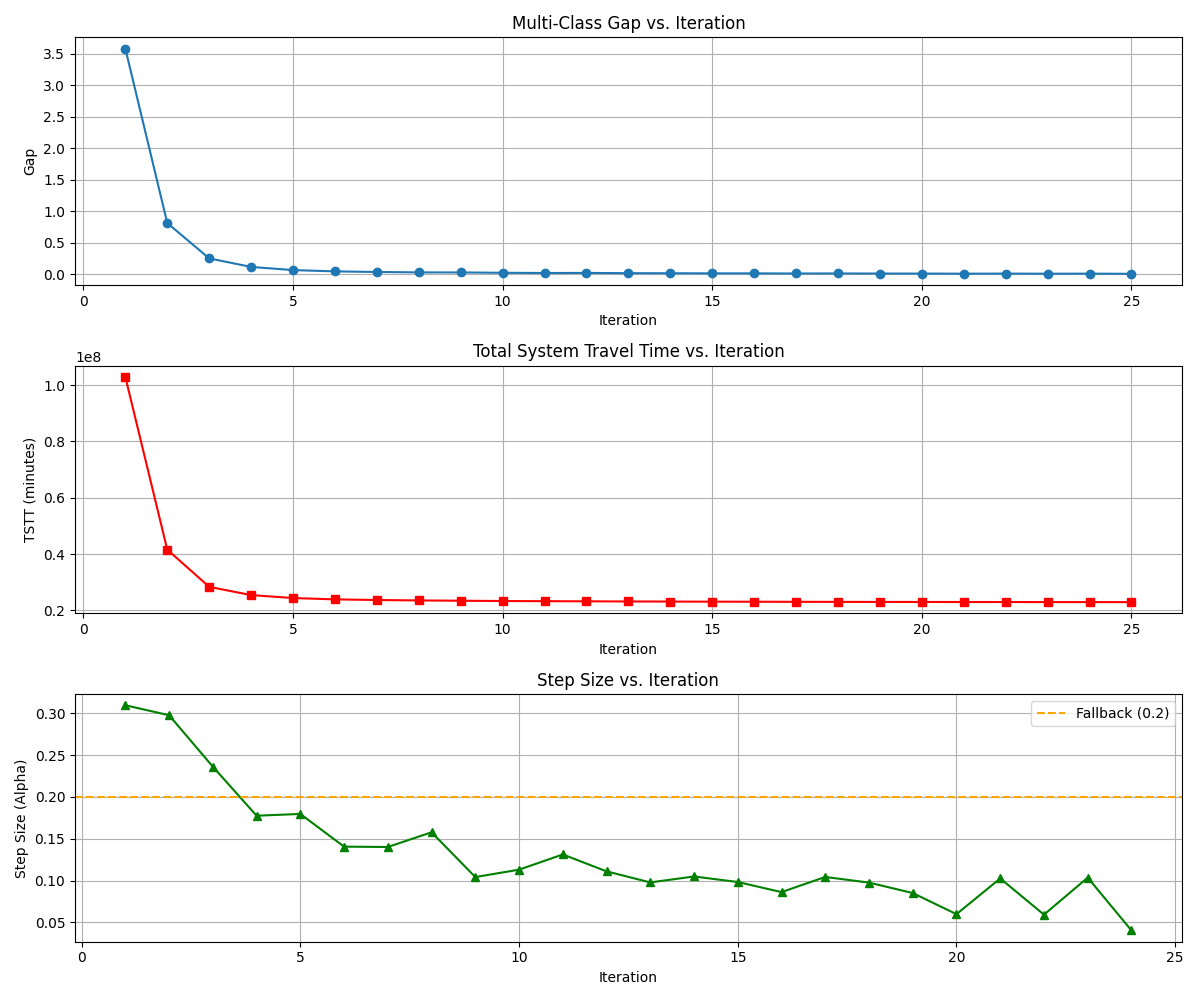 Multi-Class Gap vs. Iteration
3.5
3.0
2.5
2.0
1.5
1.0
0.5
0.0
Gap
0 5 10 15 20 25
Iteration
Total System Travel Time vs. Iteration
1e8
1.0
0.8
0.6
0.4
0.2
TSTT (minutes)
0 5 10 15 20 25
Iteration
Step Size vs. Iteration
Fallback (0.2)
0.30
0.25
0.20
0.15
0.10
0.05
Step Size (Alpha)
0 5 10 15 20 25
Iteration